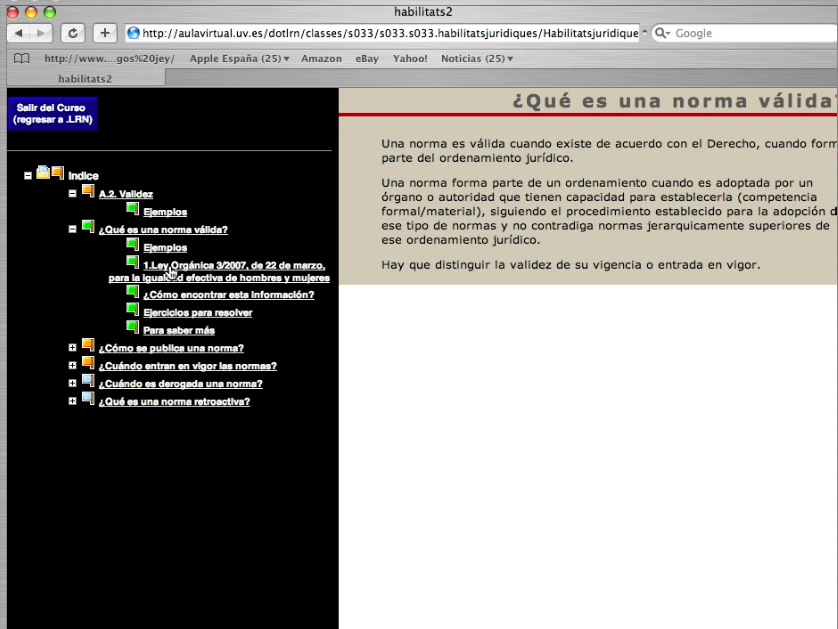 habilitats2
http://aulavirtual.uv.es/dotlrn/classes/s033/s033.s033.habilitatsjuridiques/Habilitatsjuridique
Google
http://www....gos%20/jey/ Apple España (25) Amazon eBay Yahoo! Noticias (25)
habilitats2
Salir del Curso
(regresar a .LRN)
¿Qué es una norma válida?
Una norma es válida cuando existe de acuerdo con el Derecho, cuando form
parte del ordenamiento jurídico.
Una norma forma parte de un ordenamiento cuando es adoptada por un
órgano o autoridad que tienen capacidad para establecerla (competencia
formal/material), siguiendo el procedimiento establecido para la adopción d
ese tipo de normas y no contradiga normas jerarquicamente superiores de
ese ordenamiento jurídico.
Hay que distinguir la validez de su vigencia o entrada en vigor.
Indice
A.2. Validez
Ejemplos
¿Qué es una norma válida?
Ejemplos
1.Ley Orgánica 3/2007, de 22 de marzo,
para la igualdad efectiva de hombres y mujeres
¿Cómo encontrar esta información?
Ejercicios para resolver
Para saber más
¿Cómo se publica una norma?
¿Cuándo entran en vigor las normas?
¿Cuándo es derogada una norma?
¿Qué es una norma retroactiva?